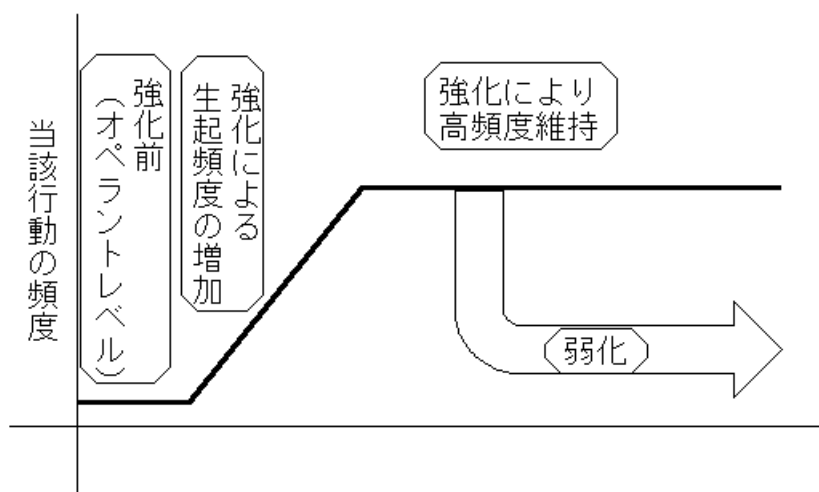 当該行動の頻度
強化前
(オペラントレベル)
強化による
生起頻度の増加
強化により
高頻度維持
弱化